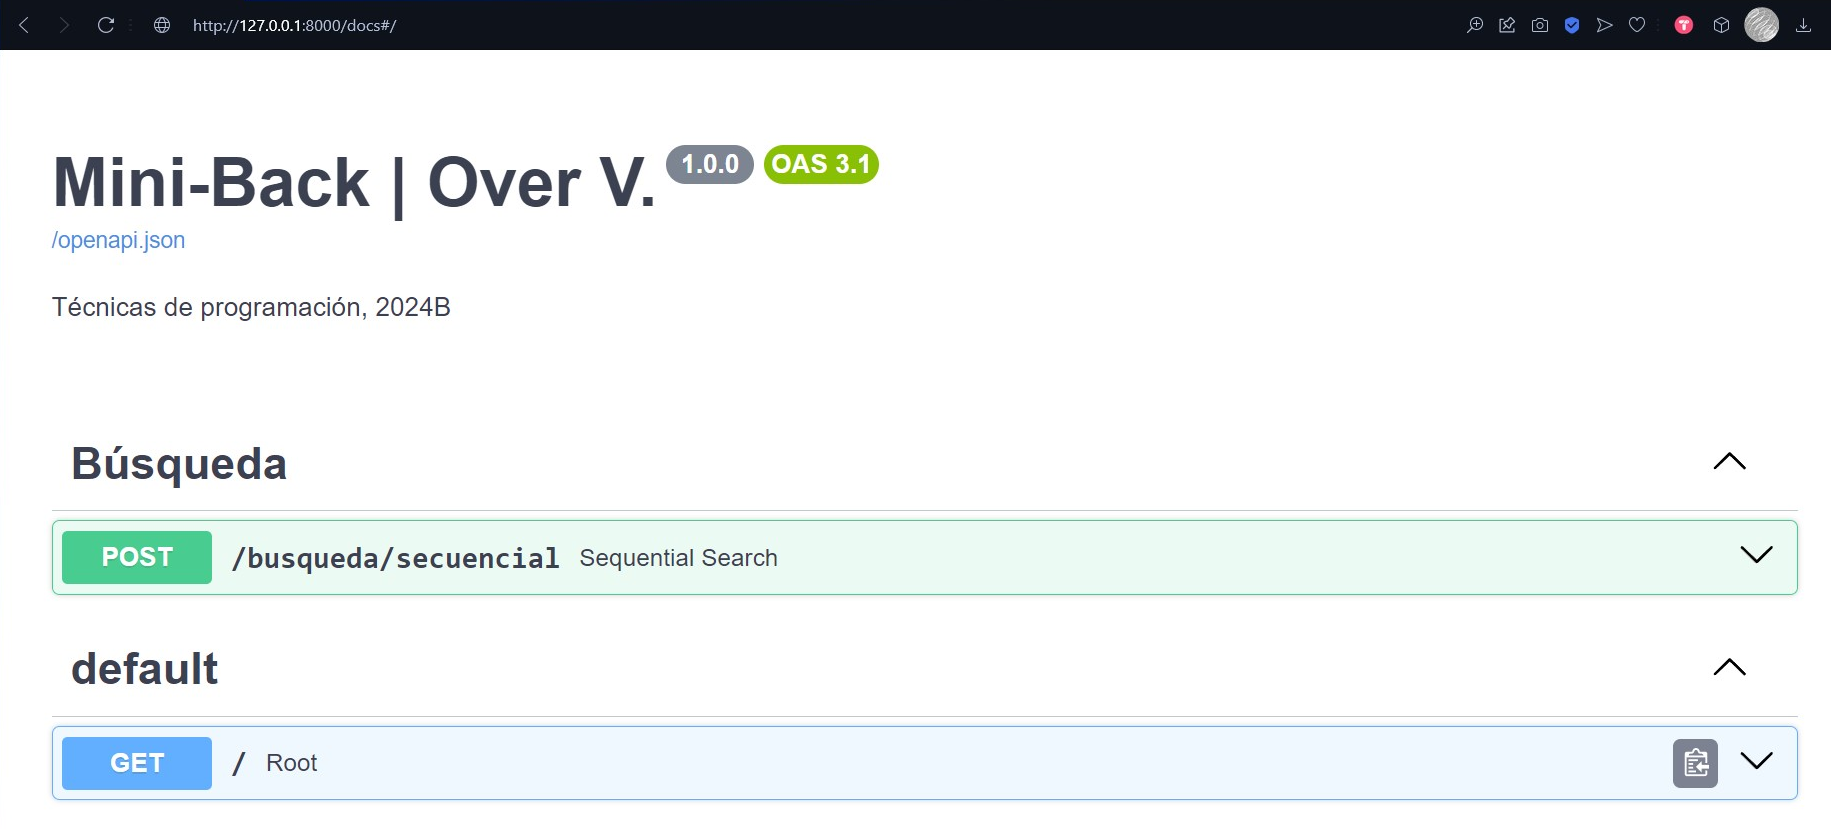 http://127.0.0.1:8000/docs#/
Mini-Back | Over V. 1.0.0 OAS 3.1
/openapi.json
Técnicas de programación, 2024B
Búsqueda
POST /busqueda/secuencial Sequential Search
default
GET / Root